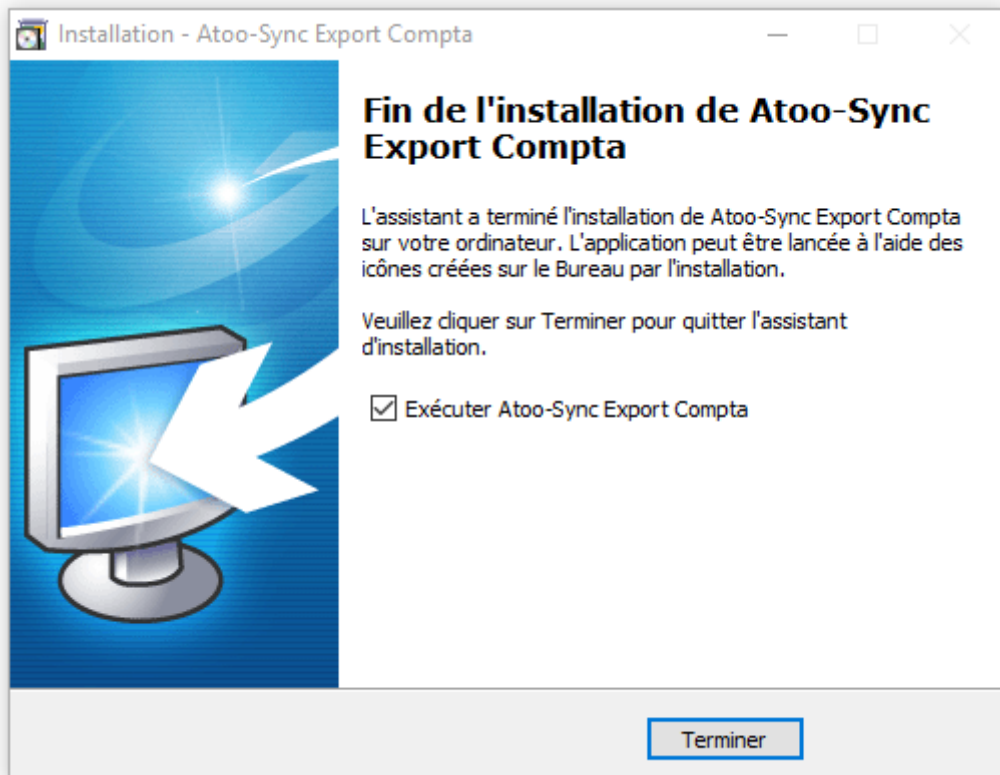 Installation - Atoo-Sync Export Compta
Fin de l'installation de Atoo-Sync
Export Compta
L'assistant a terminé l'installation de Atoo-Sync Export Compta
sur votre ordinateur. L'application peut être lancée à l'aide des
icônes créées sur le Bureau par l'installation.
Veuillez cliquer sur Terminer pour quitter l'assistant
d'installation.
Exécuter Atoo-Sync Export Compta
Terminer